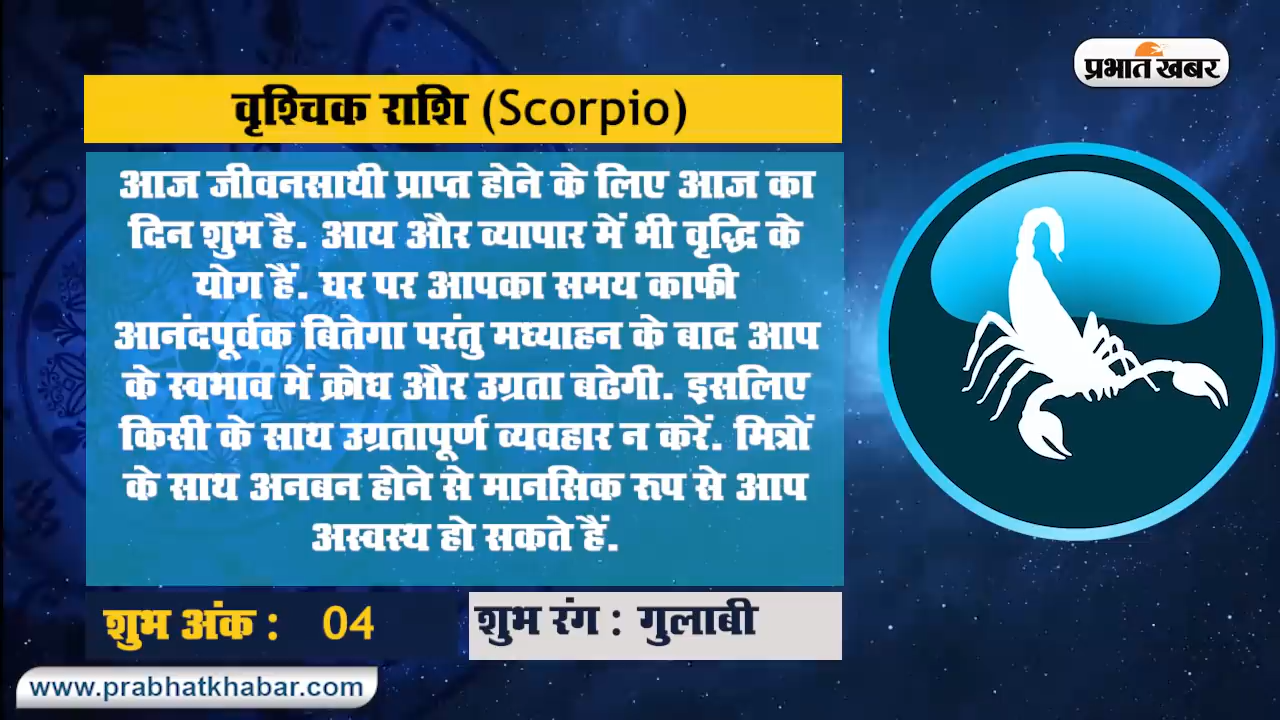 प्रभात खबर
वृश्चिक राशि (Scorpio)
आज जीवनसाथी प्राप्त होने के लिए आज का
दिन शुभ है. आय और व्यापार में भी वृद्धि के
योग हैं. घर पर आपका समय काफी
आनंदपूर्वक बितेगा परंतु मध्याहन के बाद आप
के स्वभाव में क्रोध और उग्रता बढेगी. इसलिए
किसी के साथ उग्रतापूर्ण व्यवहार न करें. मित्रों
के साथ अनबन होने से मानसिक रूप से आप
अस्वस्थ हो सकते हैं.
शुभ अंक : 04
शुभ रंग : गुलाबी
www.prabhatkhabar.com